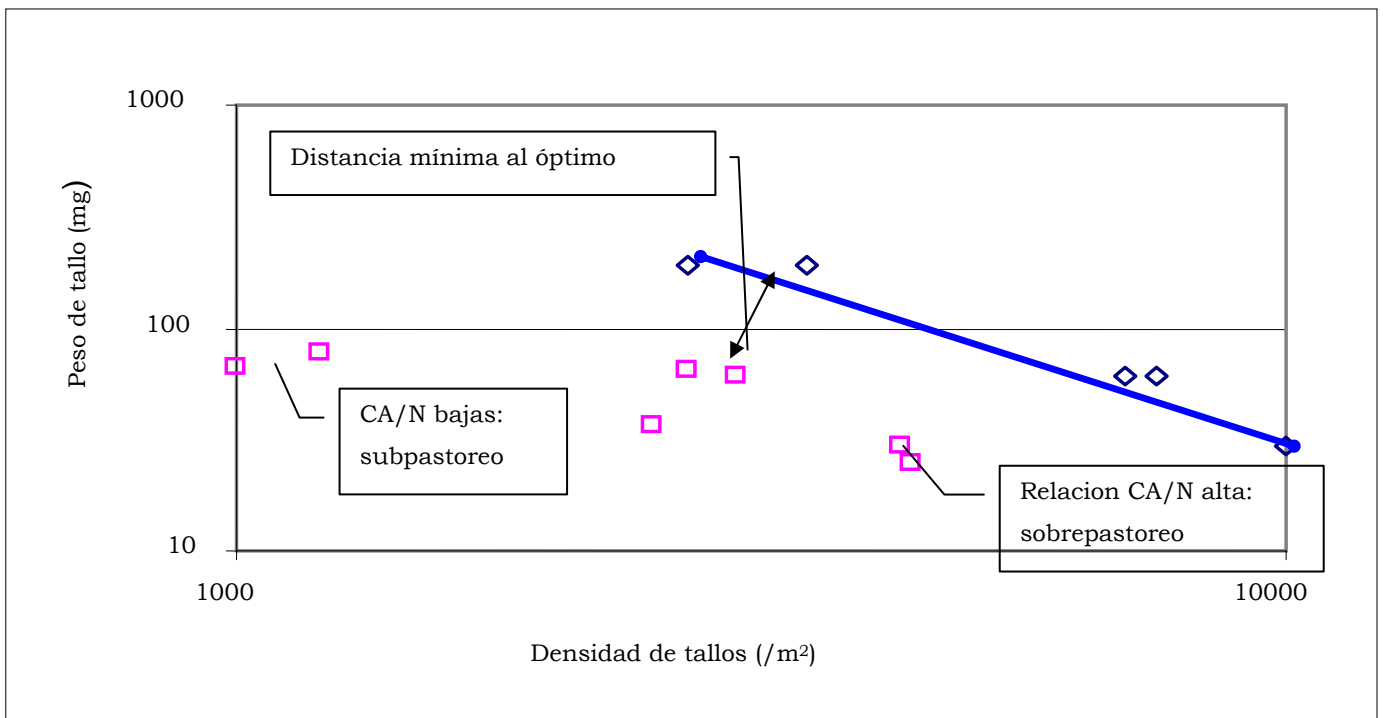 1000
Distancia mínima al óptimo
Peso de tallo (mg)
100
CA/N bajas:
subpastoreo
Relacion CA/N alta:
sobrepastoreo
10
1000
10000
Densidad de tallos (/m²)